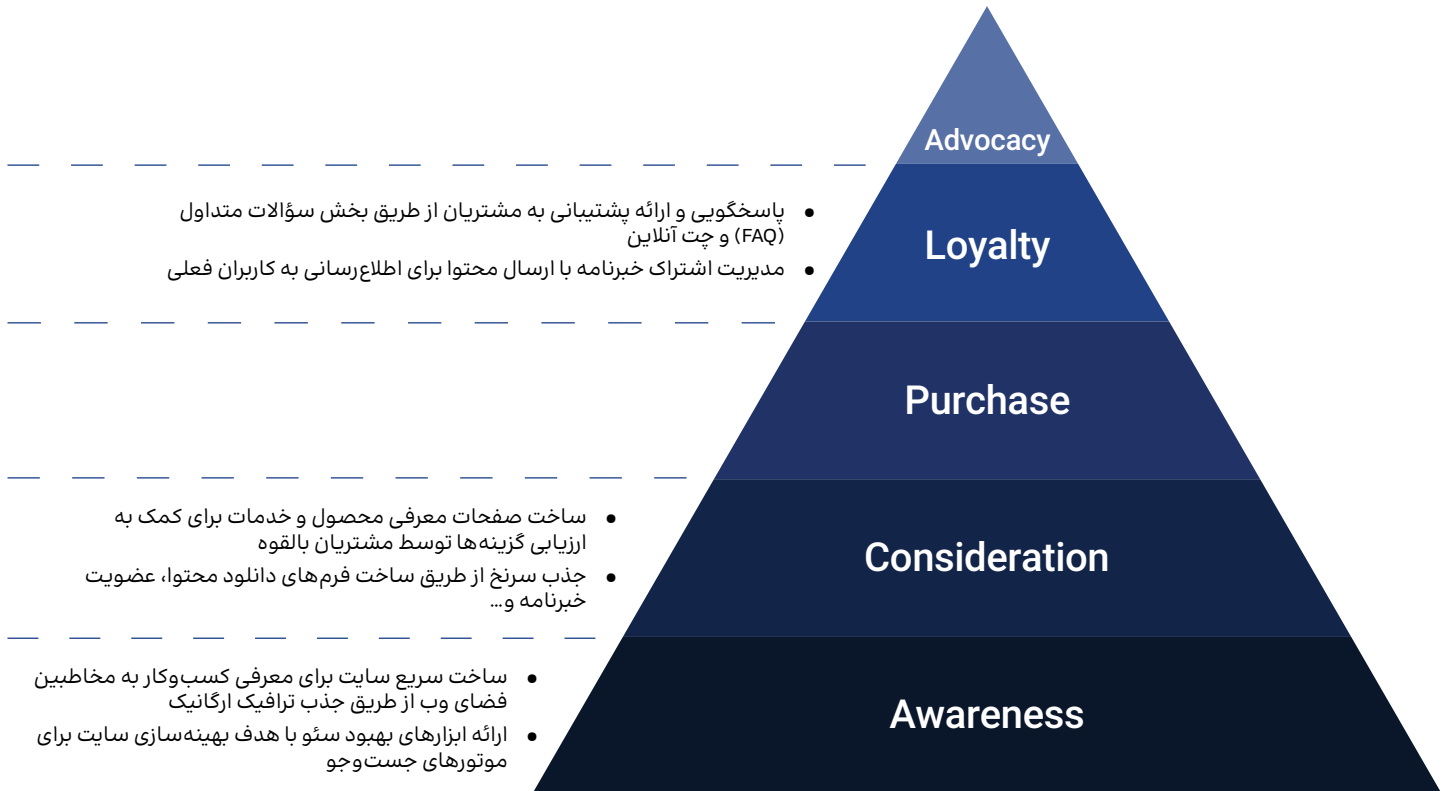 Advocacy
• پاسخگویی و ارائه پشتیبانی به مشتریان از طریق بخش سؤالات متداول
(FAQ) و چت آنلاین
• مدیریت اشتراک خبرنامه با ارسال محتوا برای اطلاع‌رسانی به کاربران فعلی
Loyalty
Purchase
• ساخت صفحات معرفی محصول و خدمات برای کمک به
ارزیابی گزینه‌ها توسط مشتریان بالقوه
• جذب سرنخ از طریق ساخت فرم‌های دانلود محتوا، عضویت
خبرنامه و...
Consideration
• ساخت سریع سایت برای معرفی کسب‌وکار به مخاطبین
فضای وب از طریق جذب ترافیک ارگانیک
• ارائه ابزارهای بهبود سئو با هدف بهینه‌سازی سایت برای
موتورهای جست‌وجو
Awareness